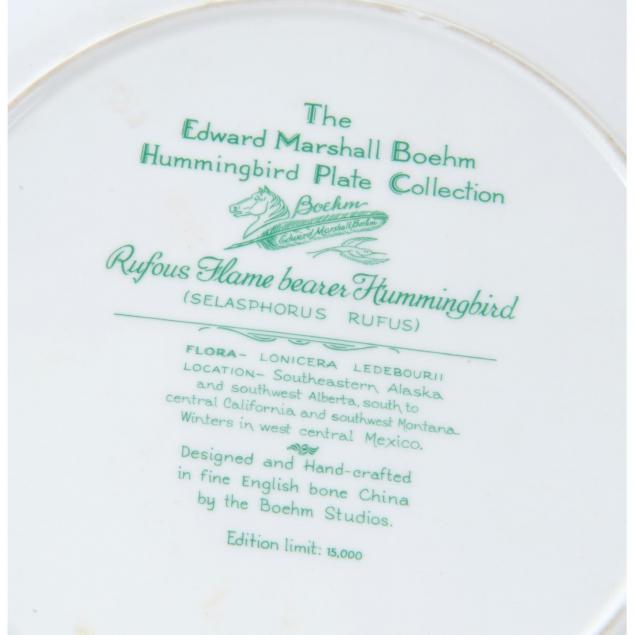 The
Edward Marshall Boehm
Hummingbird Plate Collection
Boehm
Edward Marshall Boehm
Rufous Flame bearer Hummingbird
(SELASPHORUS RUFUS)
FLORA- LONICERA LEDEBOURII
LOCATION- Southeastern Alaska
and southwest Alberta, south to
central California and southwest Montana.
Winters in west central Mexico.
Designed and Hand-crafted
in fine English bone China
by the Boehm Studios.
Edition limit: 15,000